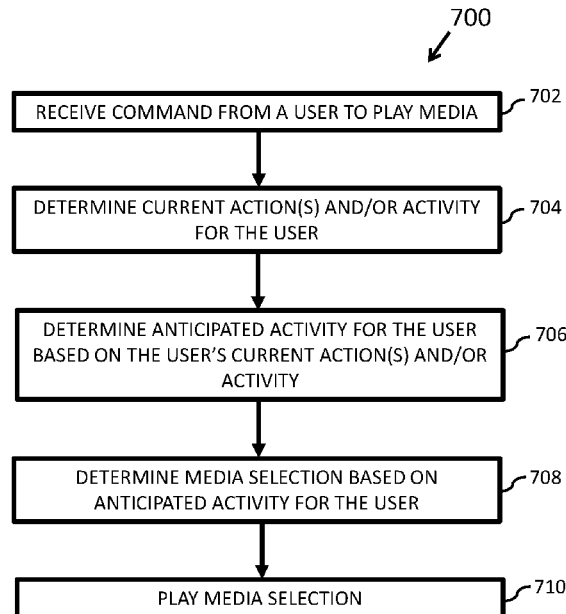 700
RECEIVE COMMAND FROM A USER TO PLAY MEDIA
702
DETERMINE CURRENT ACTION(S) AND/OR ACTIVITY
FOR THE USER
704
DETERMINE ANTICIPATED ACTIVITY FOR THE USER
BASED ON THE USER'S CURRENT ACTION(S) AND/OR
ACTIVITY
706
DETERMINE MEDIA SELECTION BASED ON
ANTICIPATED ACTIVITY FOR THE USER
708
PLAY MEDIA SELECTION
710